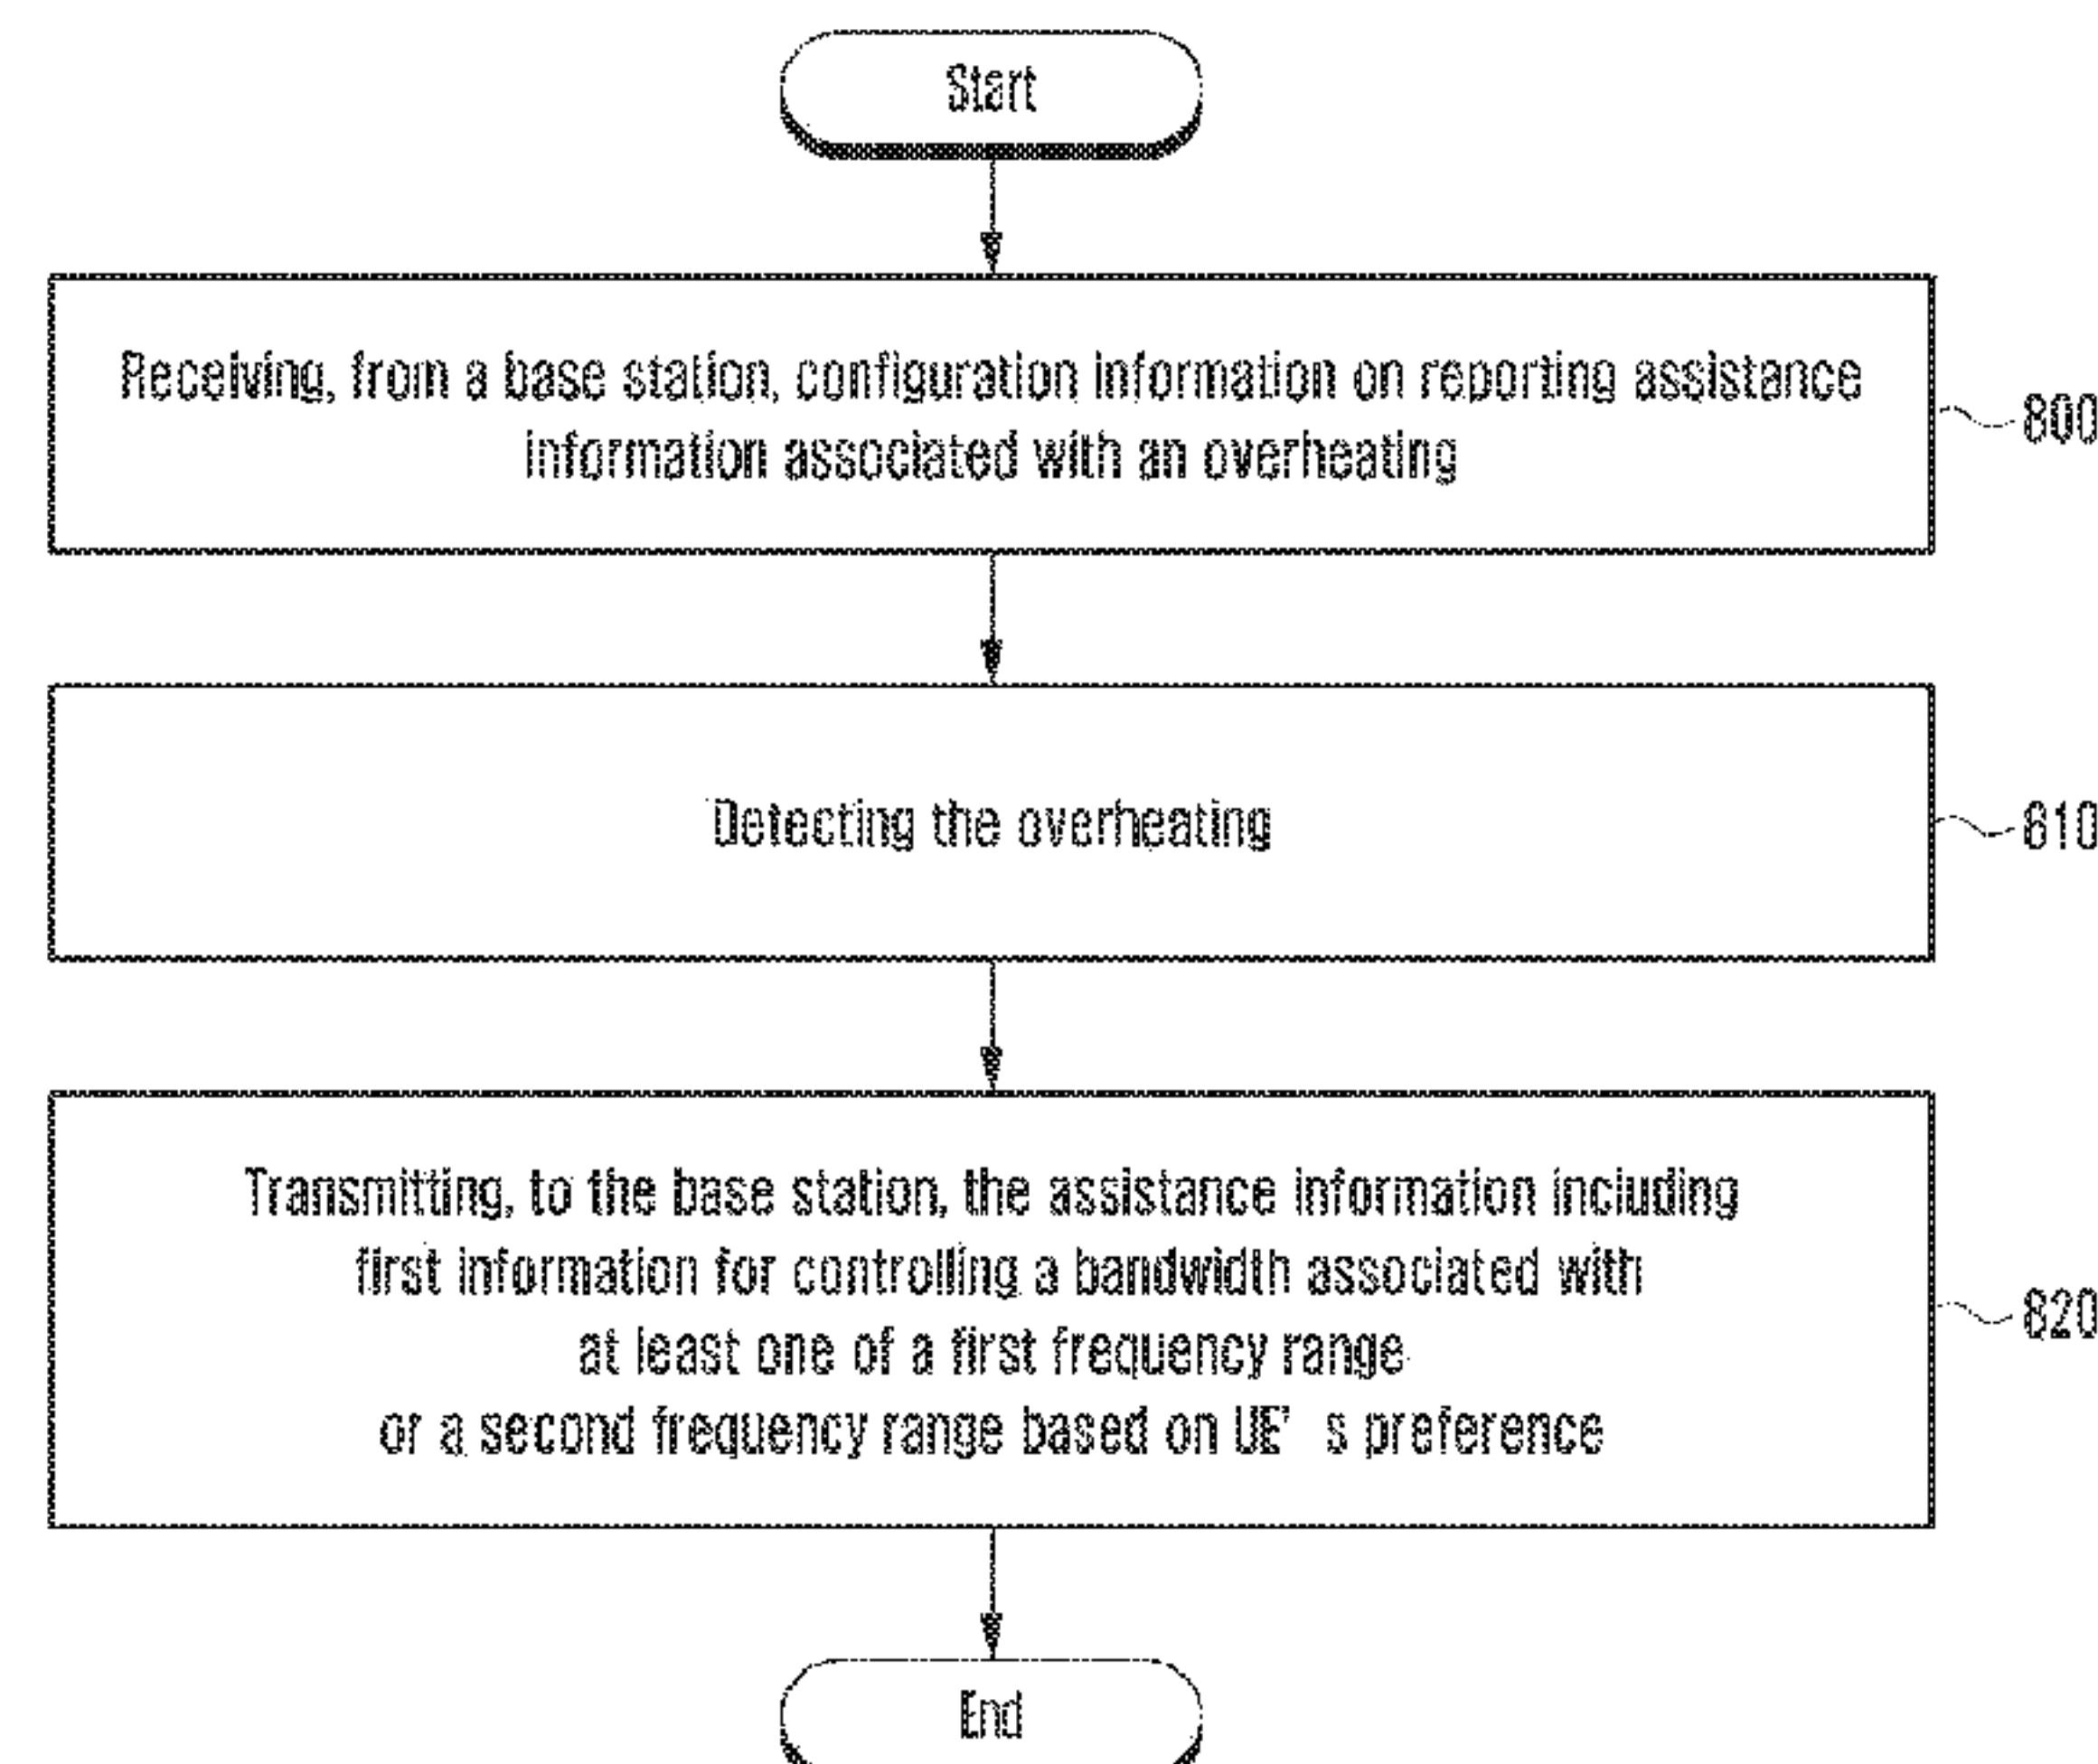 Start
Receiving, from a base station, configuration information on reporting assistance
information associated with an overheating
800
Detecting the overheating
810
Transmitting, to the base station, the assistance information including
first information for controlling a bandwidth associated with
at least one of a first frequency range
or a second frequency range based on UE' s preference
820
End